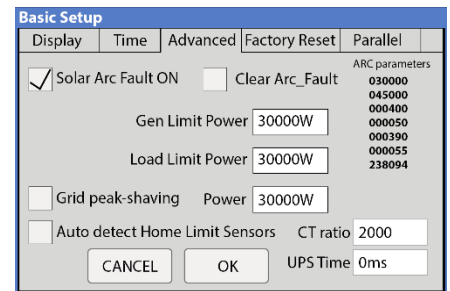 Basic Setup
Display Time Advanced Factory Reset Parallel
Solar Arc Fault ON Clear Arc_Fault
ARC parameters
030000
045000
000400
000050
000390
000055
238094
Gen Limit Power 30000W
Load Limit Power 30000W
Grid peak-shaving Power 30000W
Auto detect Home Limit Sensors CT ratio 2000
CANCEL OK UPS Time 0ms